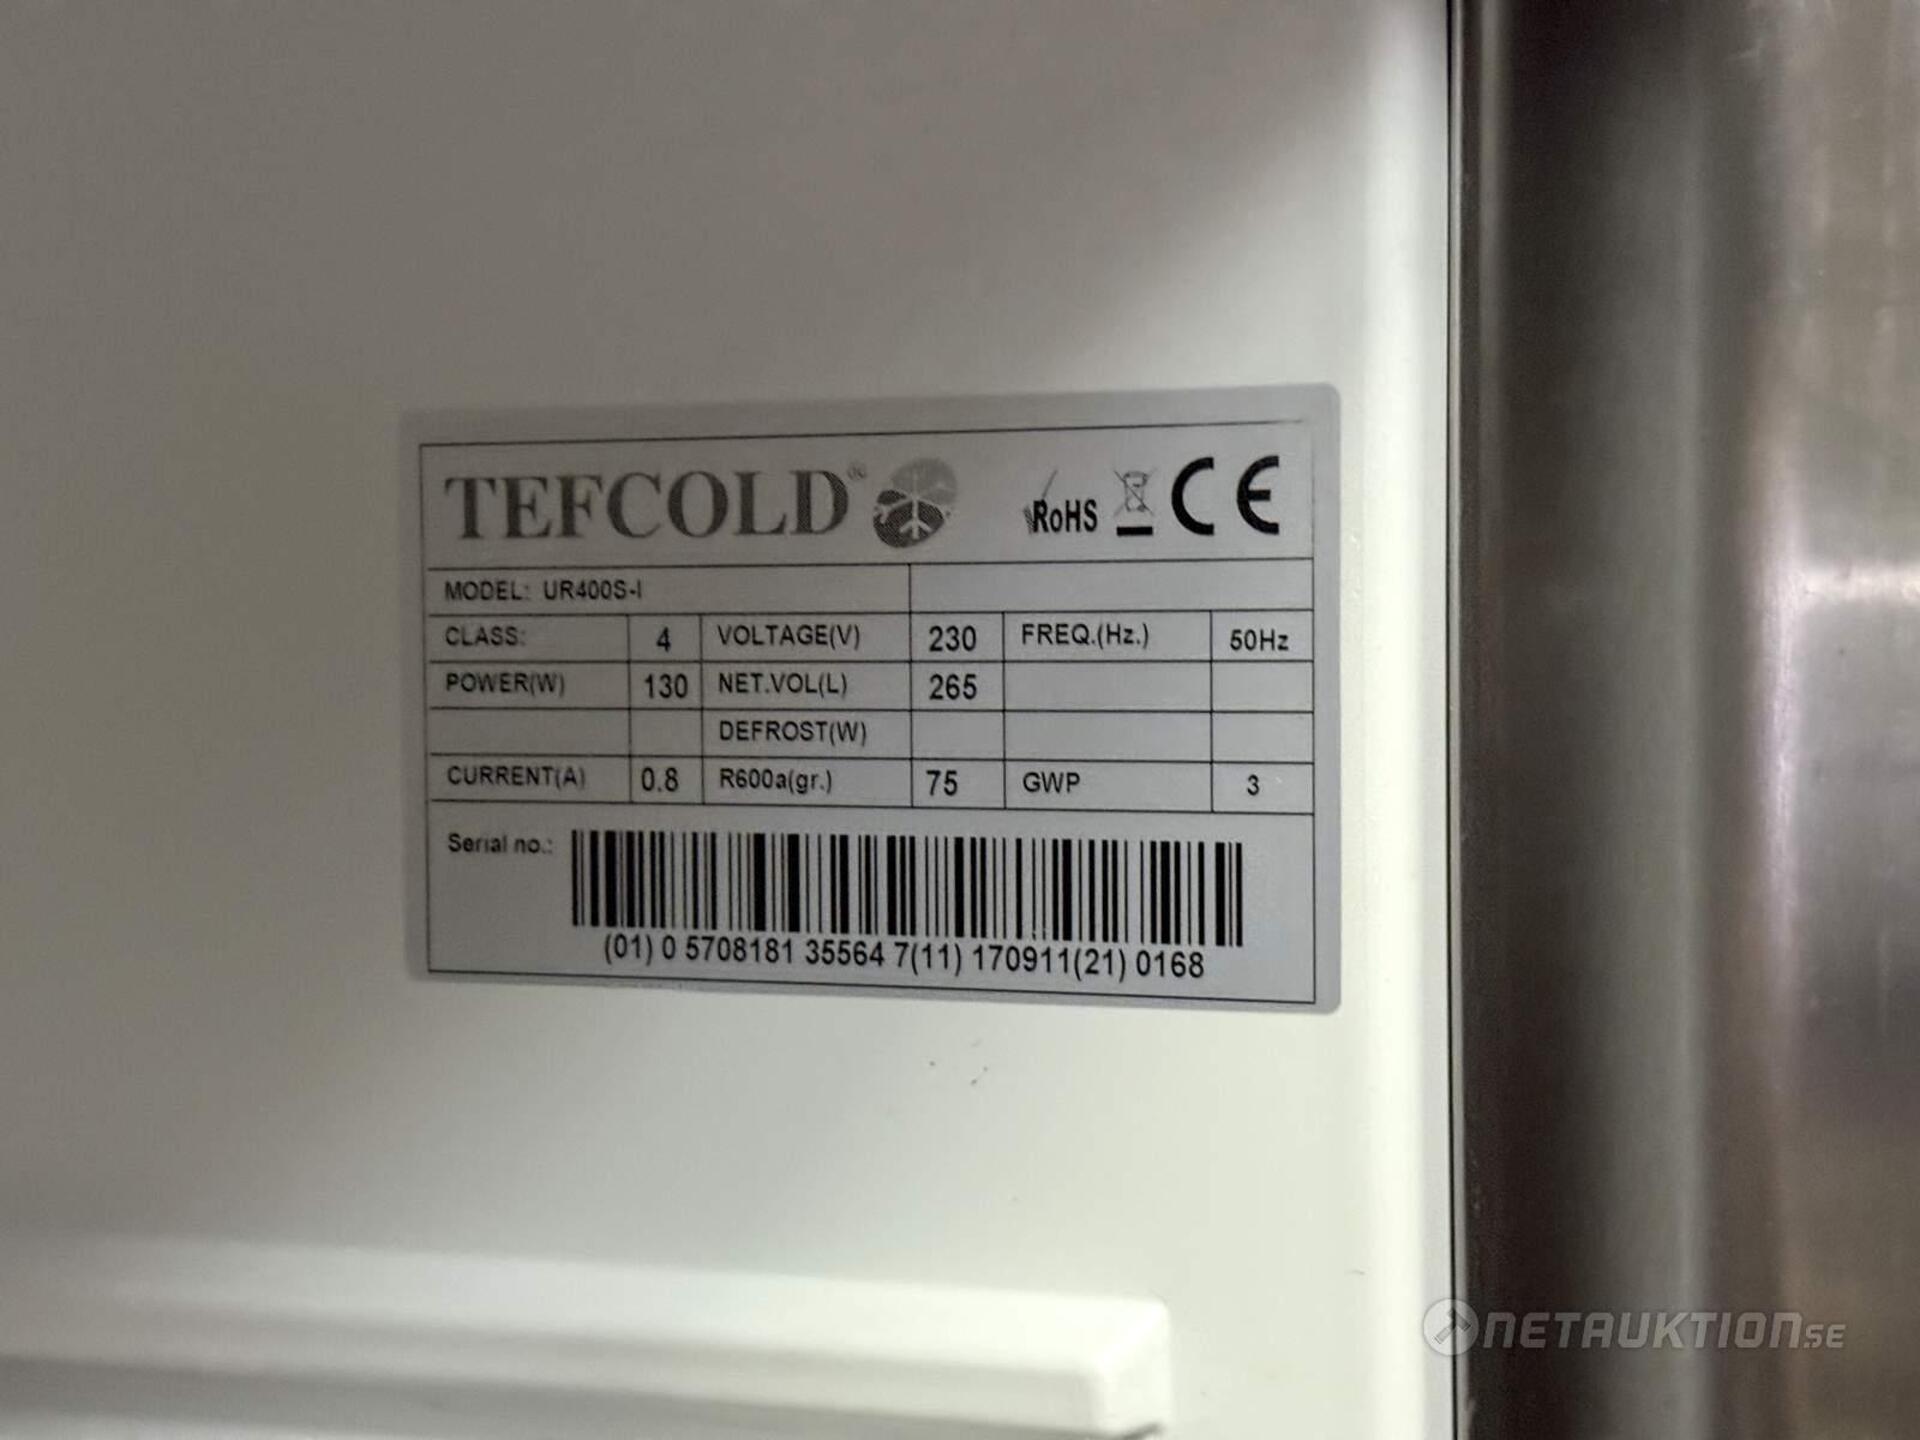 TEFCOLD®
RoHS CE
MODEL: UR400S-I
CLASS: 4 VOLTAGE(V) 230 FREQ.(Hz.) 50Hz
POWER(W) 130 NET.VOL(L) 265
DEFROST(W)
CURRENT(A) 0.8 R600a(gr.) 75 GWP 3
Serial no.:
(01) 0 5708181 35564 7(11) 170911(21) 0168
NETAUKTION.SE